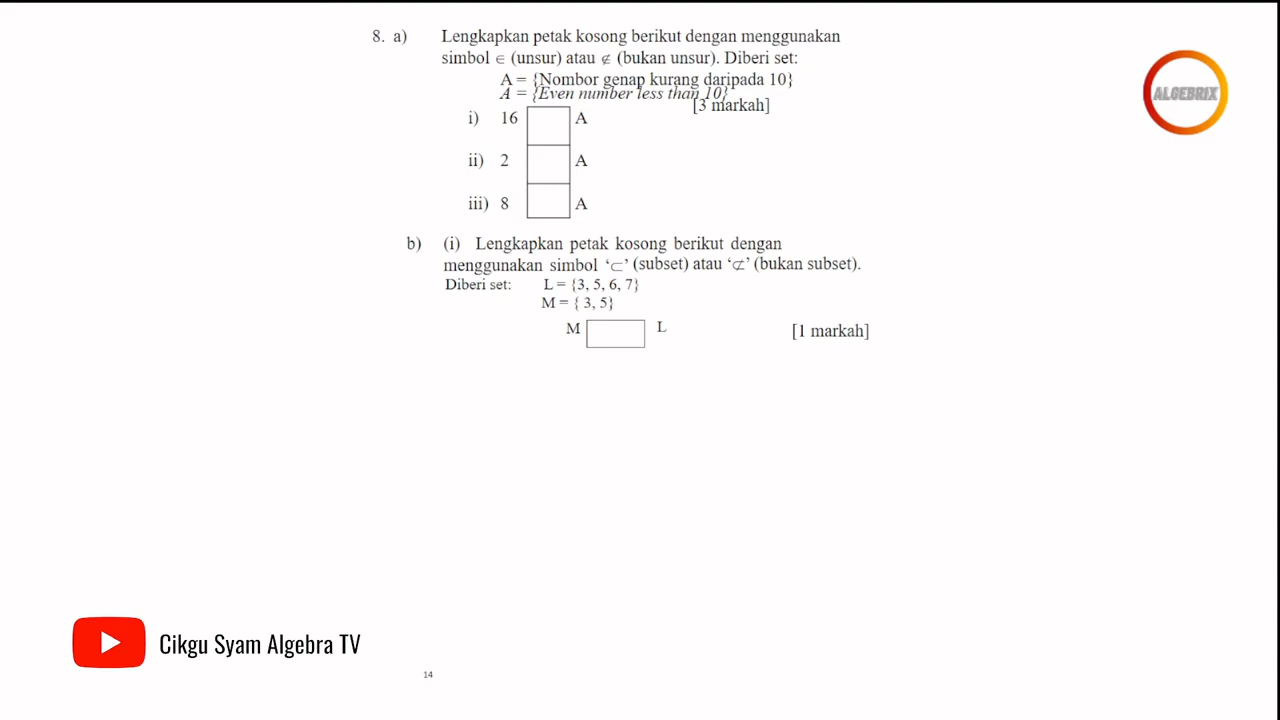 8. a) Lengkapkan petak kosong berikut dengan menggunakan
simbol ∈ (unsur) atau ∉ (bukan unsur). Diberi set:
A = {Nombor genap kurang daripada 10}
A = {Even number less than 10}
[3 markah]
i) 16 A
ii) 2 A
iii) 8 A
b) (i) Lengkapkan petak kosong berikut dengan
menggunakan simbol ‘⊂’ (subset) atau ‘⊄’ (bukan subset).
Diberi set: L = {3, 5, 6, 7}
M = { 3, 5}
M L [1 markah]
ALGEBRIX
Cikgu Syam Algebra TV
14